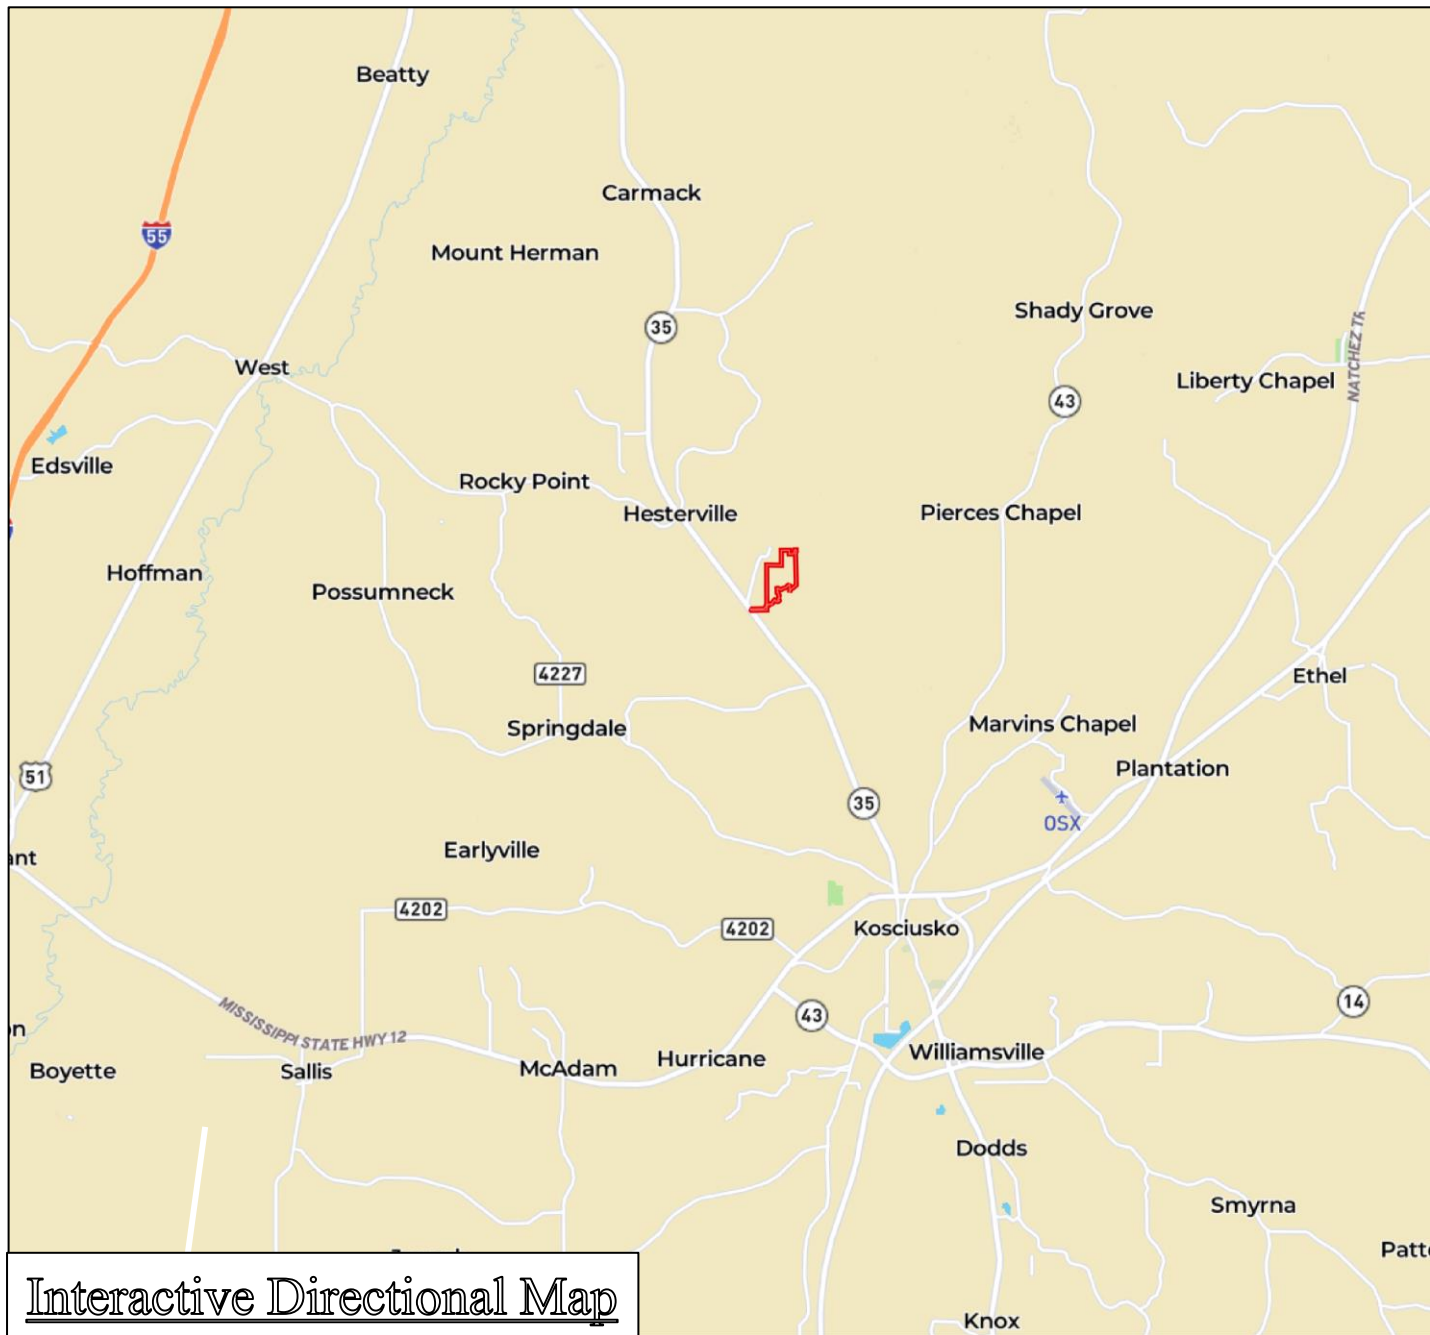 Beatty
Carmack
55
Mount Herman
Shady Grove
35
NATCHEZ
West
Liberty Chapel
43
Edsville
Rocky Point
Hesterville
Pierces Chapel
Hoffman
Possumneck
4227
Ethel
Springdale
Marvins Chapel
51
Plantation
35
OSX
Earlyville
4202
4202
Kosciusko
14
43
MISSISSIPPI STATE HWY 12
Boyette
Sallis
McAdam
Hurricane
Williamsville
Dodds
Smyrna
Interactive Directional Map
Knox